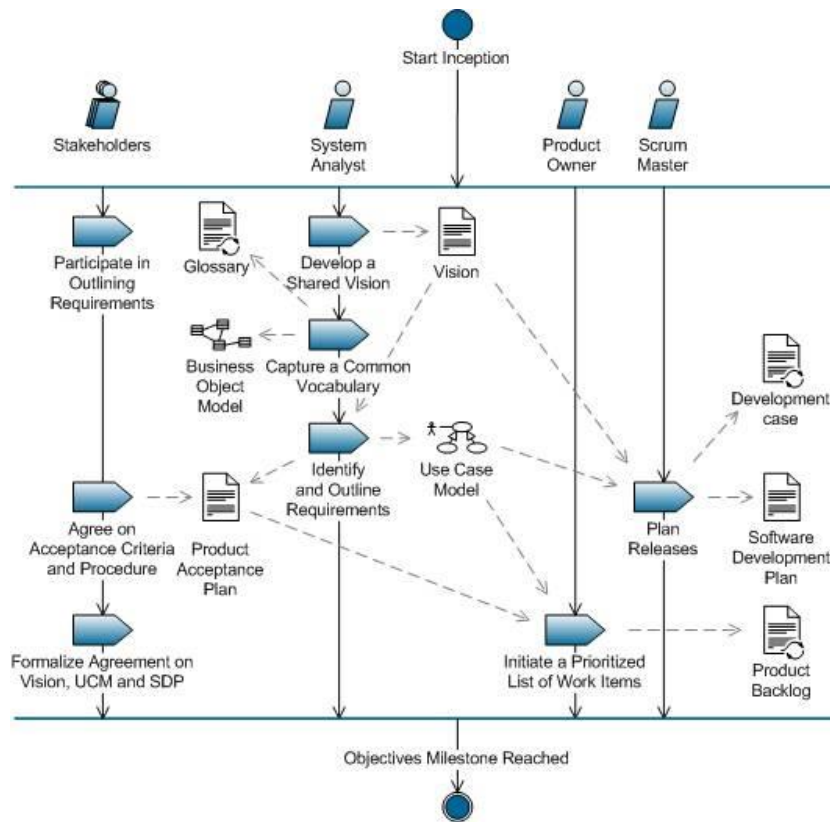 Start Inception
Stakeholders
System
Analyst
Product
Owner
Scrum
Master
Participate in
Outlining
Requirements
Glossary
Develop a
Shared Vision
Vision
Business
Object
Model
Capture a Common
Vocabulary
Development
case
Identify
and Outline
Requirements
Use Case
Model
Agree on
Acceptance Criteria
and Procedure
Product
Acceptance
Plan
Plan
Releases
Software
Development
Plan
Formalize Agreement on
Vision, UCM and SDP
Initiate a Prioritized
List of Work Items
Product
Backlog
Objectives Milestone Reached